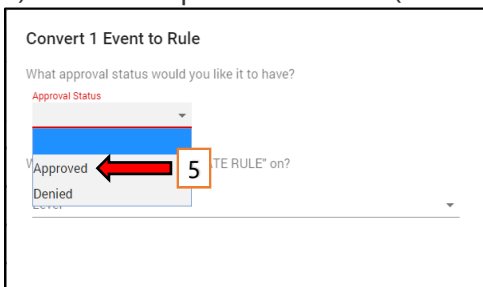 Convert 1 Event to Rule
What approval status would you like it to have?
Approval Status
Approved
5
TE RULE" on?
Denied